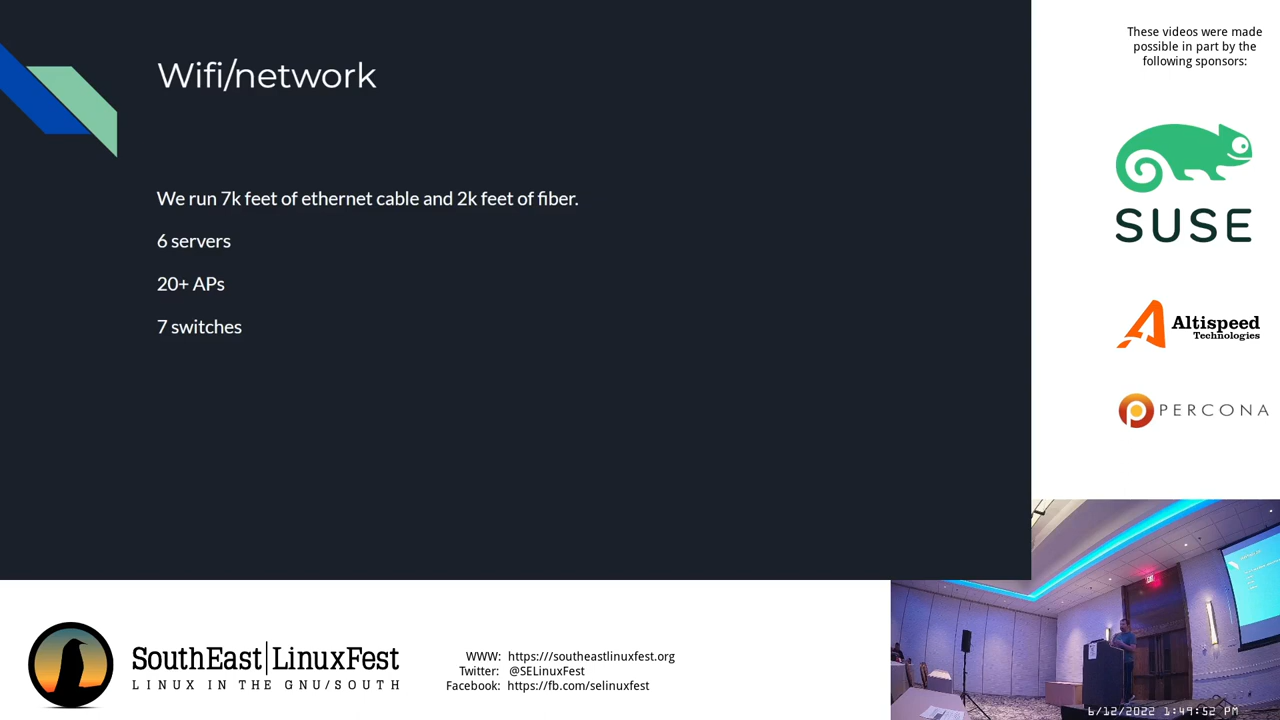 Wifi/network
We run 7k feet of ethernet cable and 2k feet of fiber.
6 servers
20+ APs
7 switches
These videos were made
possible in part by the
following sponsors:
SUSE
Altispeed
Technologies
PERCONA
SouthEast|LinuxFest
LINUX IN THE GNU/SOUTH
WWW: https:///southeastlinuxfest.org
Twitter: @SELinuxFest
Facebook: https://fb.com/selinuxfest
6/12/2022 1:49:52 PM